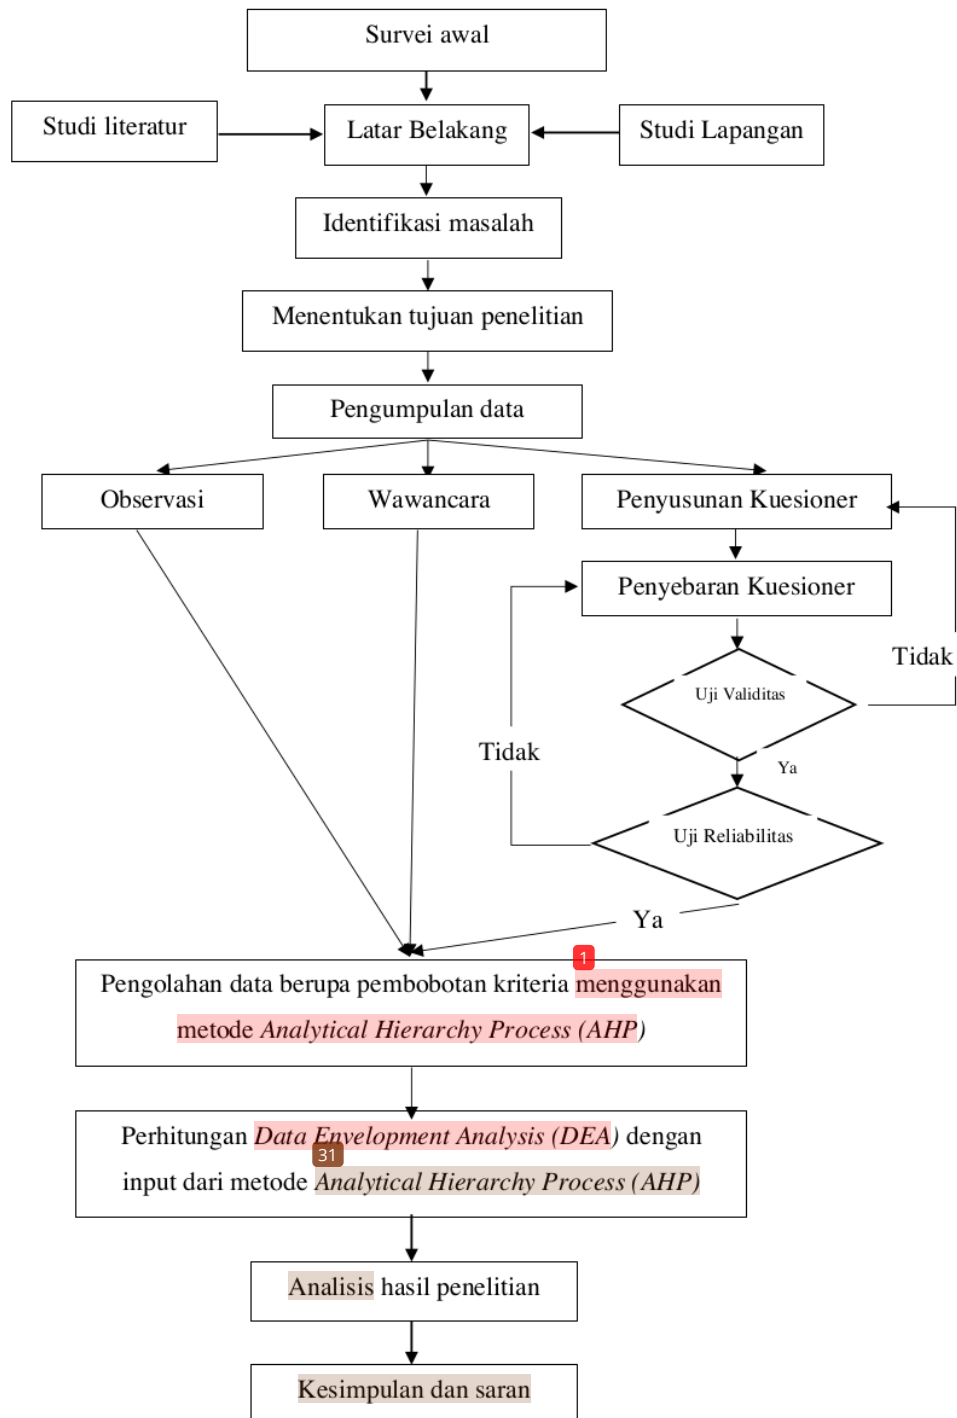 Survei awal
Studi literatur
Latar Belakang
Studi Lapangan
Identifikasi masalah
Menentukan tujuan penelitian
Pengumpulan data
Observasi
Wawancara
Penyusunan Kuesioner
Penyebaran Kuesioner
Tidak
Uji Validitas
Tidak
Ya
Uji Reliabilitas
Ya
1
Pengolahan data berupa pembobotan kriteria menggunakan
metode Analytical Hierarchy Process (AHP)
Perhitungan Data Envelopment Analysis (DEA) dengan
31
input dari metode Analytical Hierarchy Process (AHP)
Analisis hasil penelitian
Kesimpulan dan saran